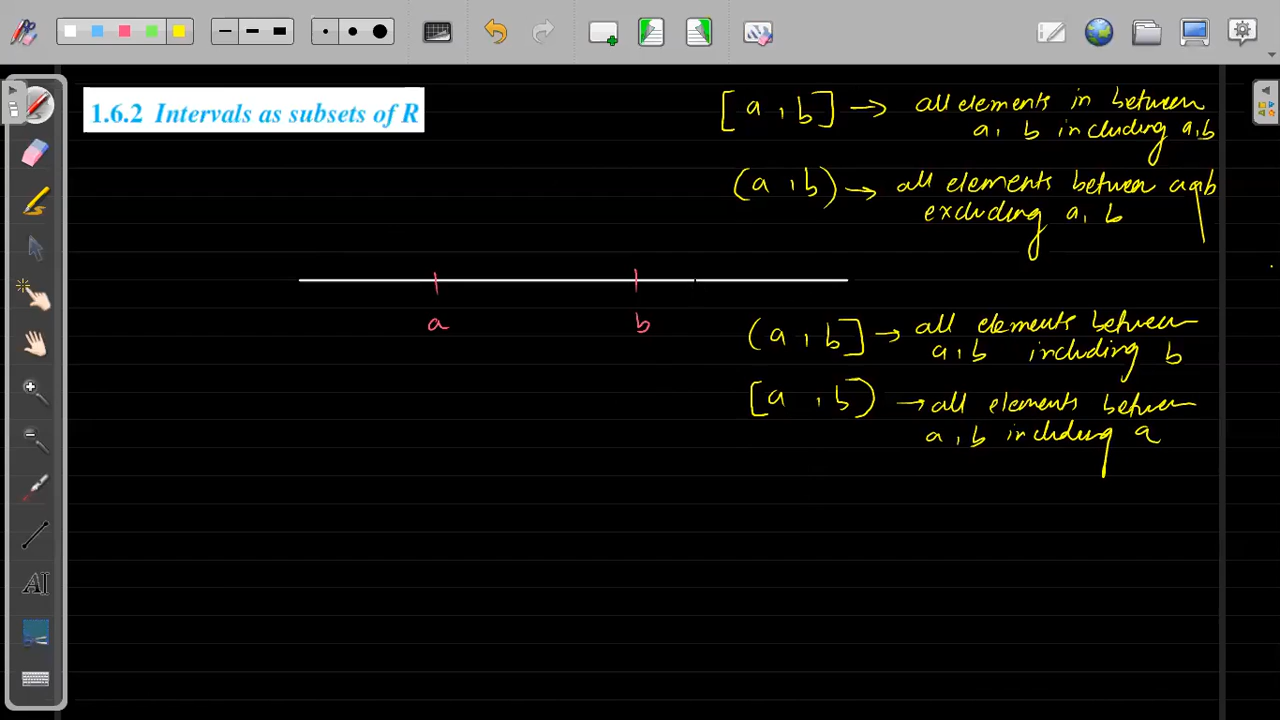 1.6.2 Intervals as subsets of R
[a , b] → all elements in between
a, b including a,b
(a , b) → all elements between a & b
excluding a, b
a b
(a , b] → all elements between
a, b including b
[a , b) → all elements between
a, b including a